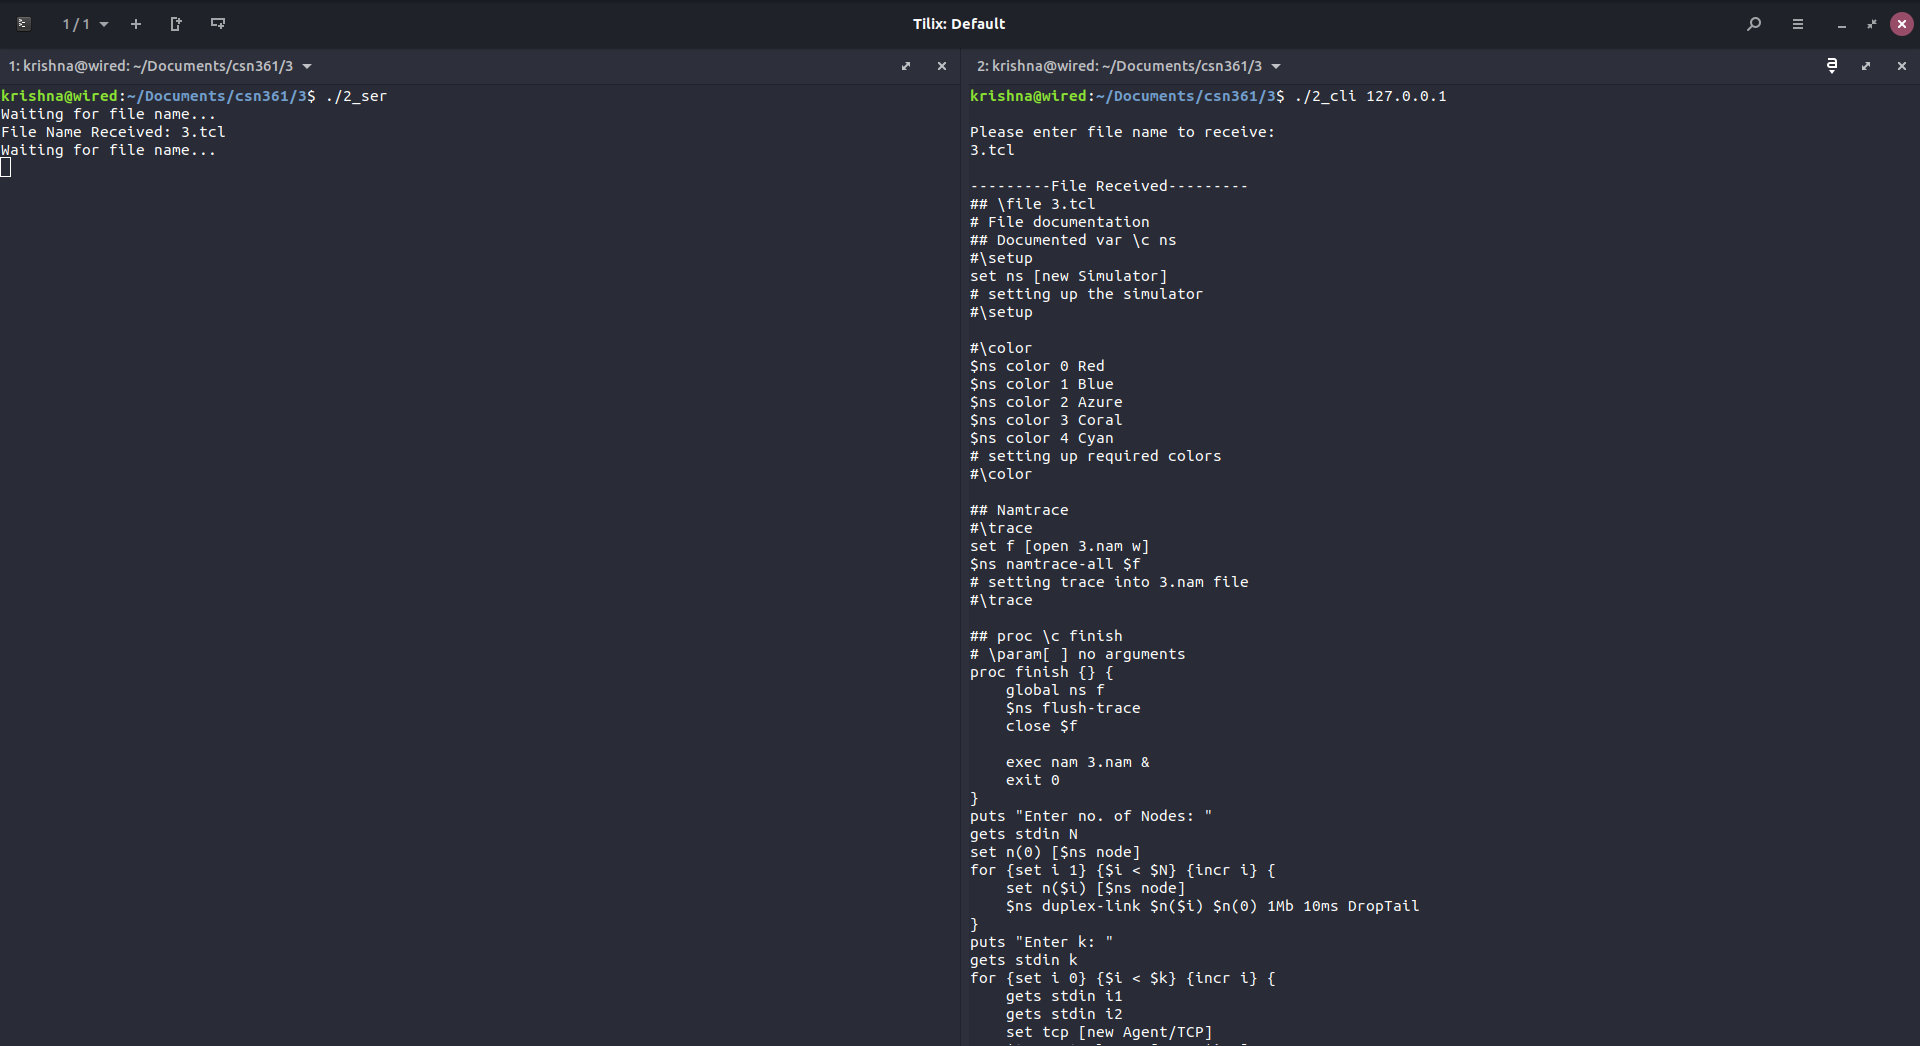 1 / 1
Tilix: Default
1: krishna@wired: ~/Documents/csn361/3
krishna@wired:~/Documents/csn361/3$ ./2_ser
Waiting for file name...
File Name Received: 3.tcl
Waiting for file name...
2: krishna@wired: ~/Documents/csn361/3
krishna@wired:~/Documents/csn361/3$ ./2_cli 127.0.0.1
Please enter file name to receive:
3.tcl
---------File Received---------
## \file 3.tcl
# File documentation
## Documented var \c ns
#\setup
set ns [new Simulator]
# setting up the simulator
#\setup
#\color
$ns color 0 Red
$ns color 1 Blue
$ns color 2 Azure
$ns color 3 Coral
$ns color 4 Cyan
# setting up required colors
#\color
## Namtrace
#\trace
set f [open 3.nam w]
$ns namtrace-all $f
# setting trace into 3.nam file
#\trace
## proc \c finish
# \param[ ] no arguments
proc finish {} {
    global ns f
    $ns flush-trace
    close $f
    exec nam 3.nam &
    exit 0
}
puts "Enter no. of Nodes: "
gets stdin N
set n(0) [$ns node]
for {set i 1} {$i < $N} {incr i} {
    set n($i) [$ns node]
    $ns duplex-link $n($i) $n(0) 1Mb 10ms DropTail
}
puts "Enter k: "
gets stdin k
for {set i 0} {$i < $k} {incr i} {
    gets stdin i1
    gets stdin i2
    set tcp [new Agent/TCP]